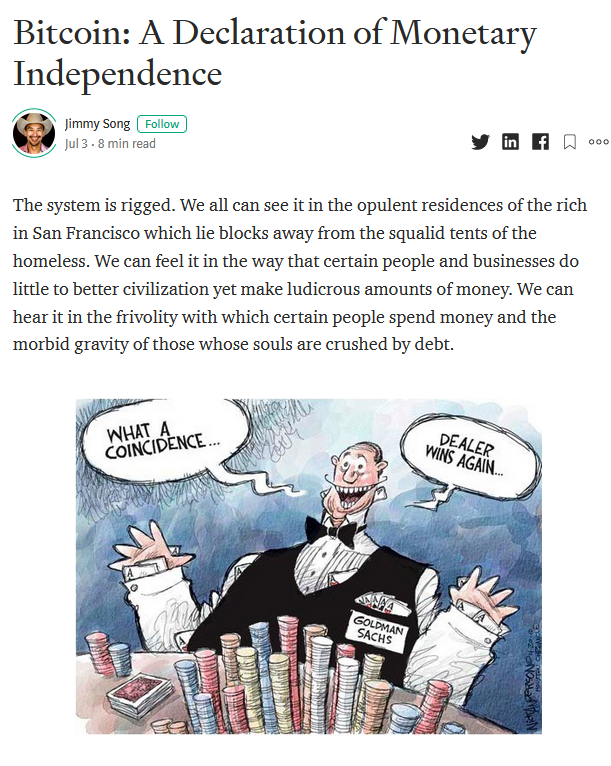 Bitcoin: A Declaration of Monetary
Independence
Jimmy Song Follow
Jul 3 · 8 min read
The system is rigged. We all can see it in the opulent residences of the rich
in San Francisco which lie blocks away from the squalid tents of the
homeless. We can feel it in the way that certain people and businesses do
little to better civilization yet make ludicrous amounts of money. We can
hear it in the frivolity with which certain people spend money and the
morbid gravity of those whose souls are crushed by debt.
WHAT A
COINCIDENCE...
DEALER
WINS AGAIN...
A
A A A A
A A
GOLDMAN
SACHS